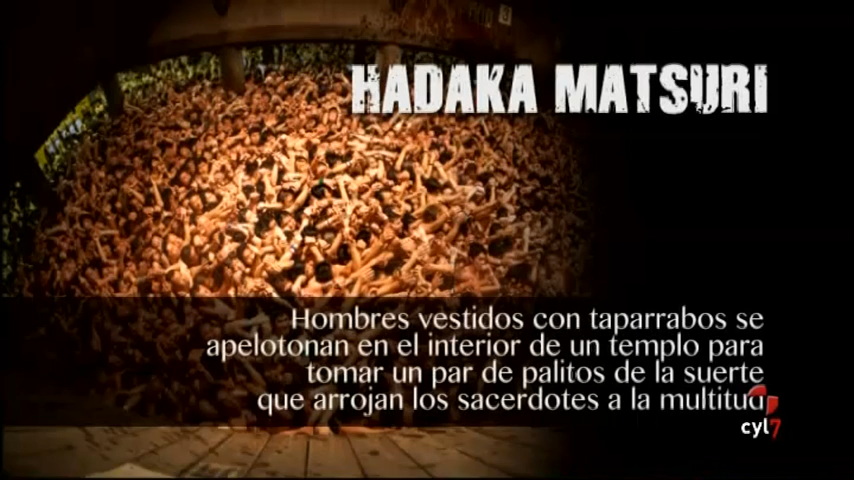 HADAKA MATSURI
Hombres vestidos con taparrabos se
apelotonan en el interior de un templo para
tomar un par de palitos de la suerte
que arrojan los sacerdotes a la multitud
cyl7